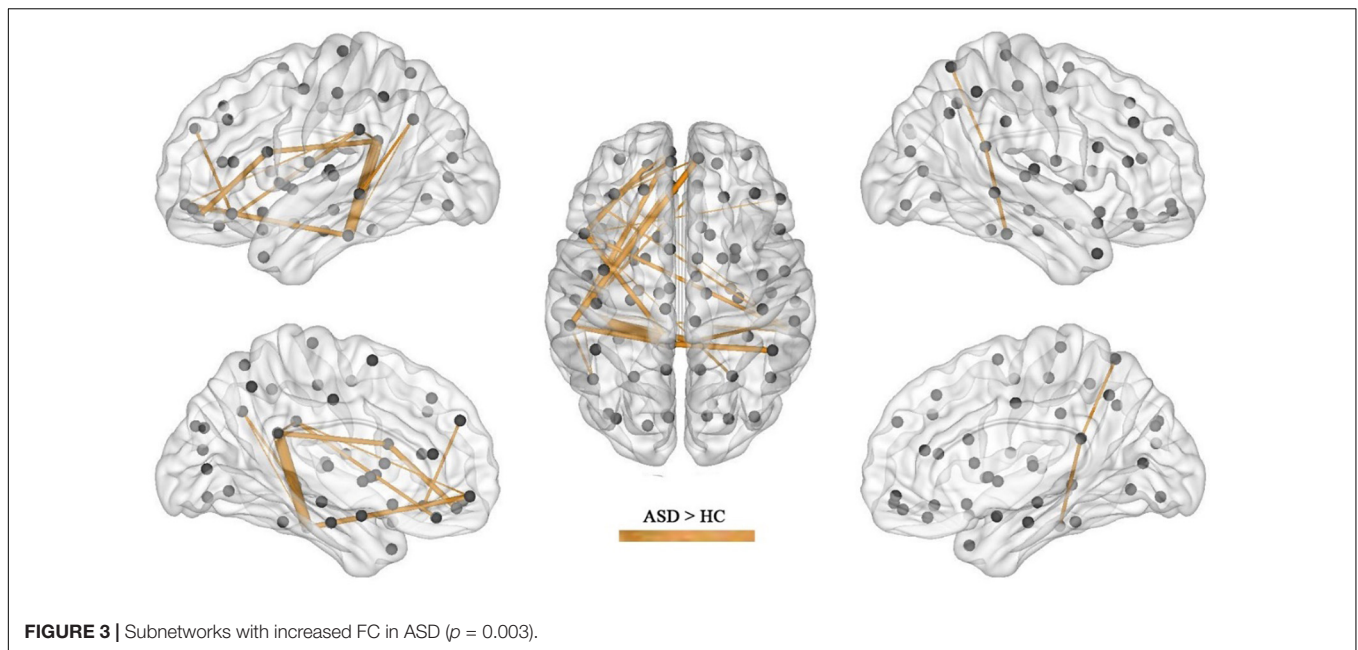 ASD > HC
FIGURE 3 | Subnetworks with increased FC in ASD (p = 0.003).